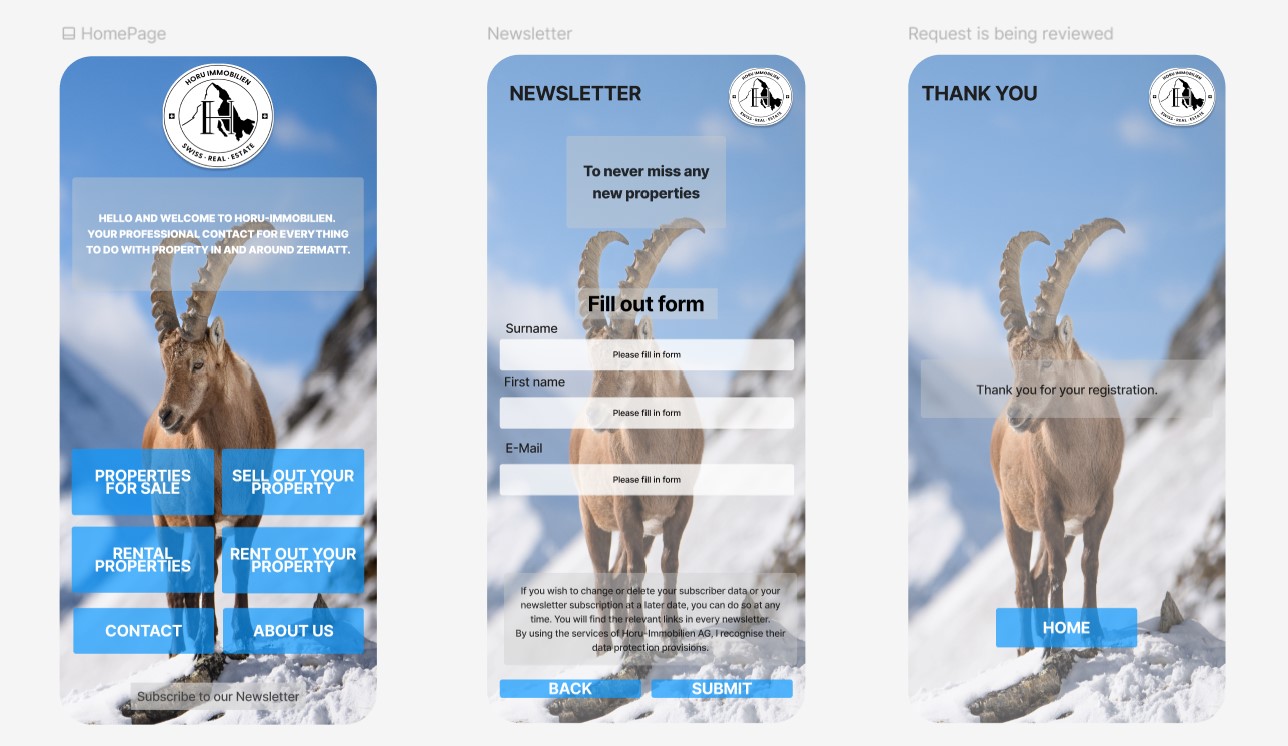 HomePage
HORU IMMOBILIEN
H
SWISS · REAL · ESTATE
HELLO AND WELCOME TO HORU-IMMOBILIEN.
YOUR PROFESSIONAL CONTACT FOR EVERYTHING
TO DO WITH PROPERTY IN AND AROUND ZERMATT.
PROPERTIES
FOR SALE
SELL OUT YOUR
PROPERTY
RENTAL
PROPERTIES
RENT OUT YOUR
PROPERTY
CONTACT
ABOUT US
Subscribe to our Newsletter
Newsletter
NEWSLETTER
HORU IMMOBILIEN
H
SWISS · REAL · ESTATE
To never miss any
new properties
Fill out form
Surname
Please fill in form
First name
Please fill in form
E-Mail
Please fill in form
If you wish to change or delete your subscriber data or your
newsletter subscription at a later date, you can do so at any
time. You will find the relevant links in every newsletter.
By using the services of Horu-Immobilien AG, I recognise their
data protection provisions.
BACK
SUBMIT
Request is being reviewed
THANK YOU
HORU IMMOBILIEN
H
SWISS · REAL · ESTATE
Thank you for your registration.
HOME